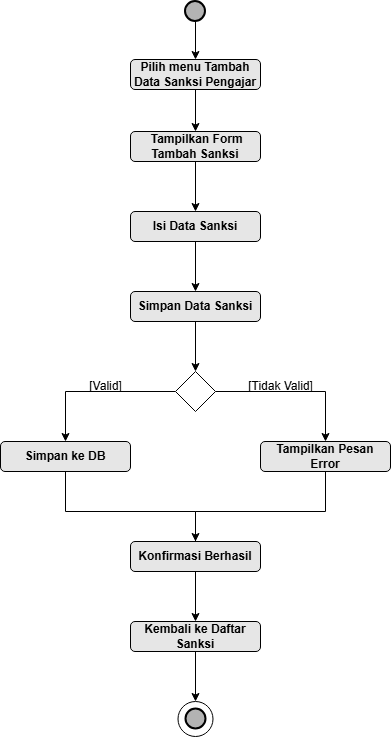 Pilih menu Tambah
Data Sanksi Pengajar
Tampilkan Form
Tambah Sanksi
Isi Data Sanksi
Simpan Data Sanksi
[Valid]
[Tidak Valid]
Simpan ke DB
Tampilkan Pesan
Error
Konfirmasi Berhasil
Kembali ke Daftar
Sanksi